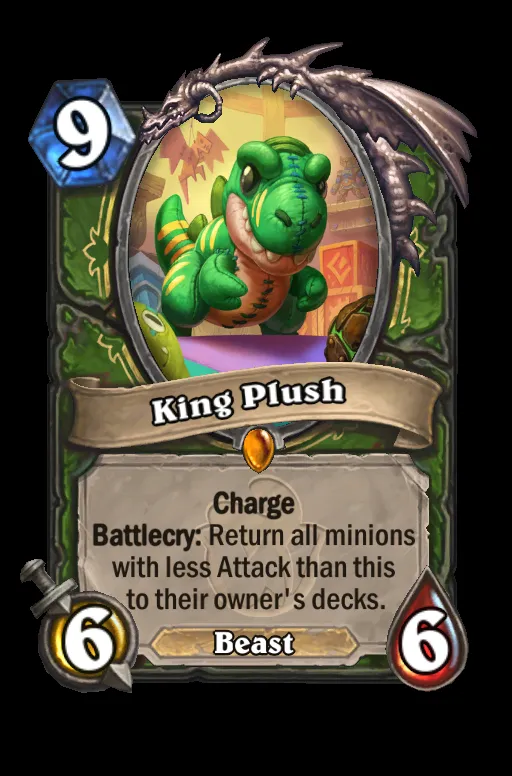 9
King Plush
Charge
Battlecry: Return all minions
with less Attack than this
to their owner's decks.
6
Beast
6